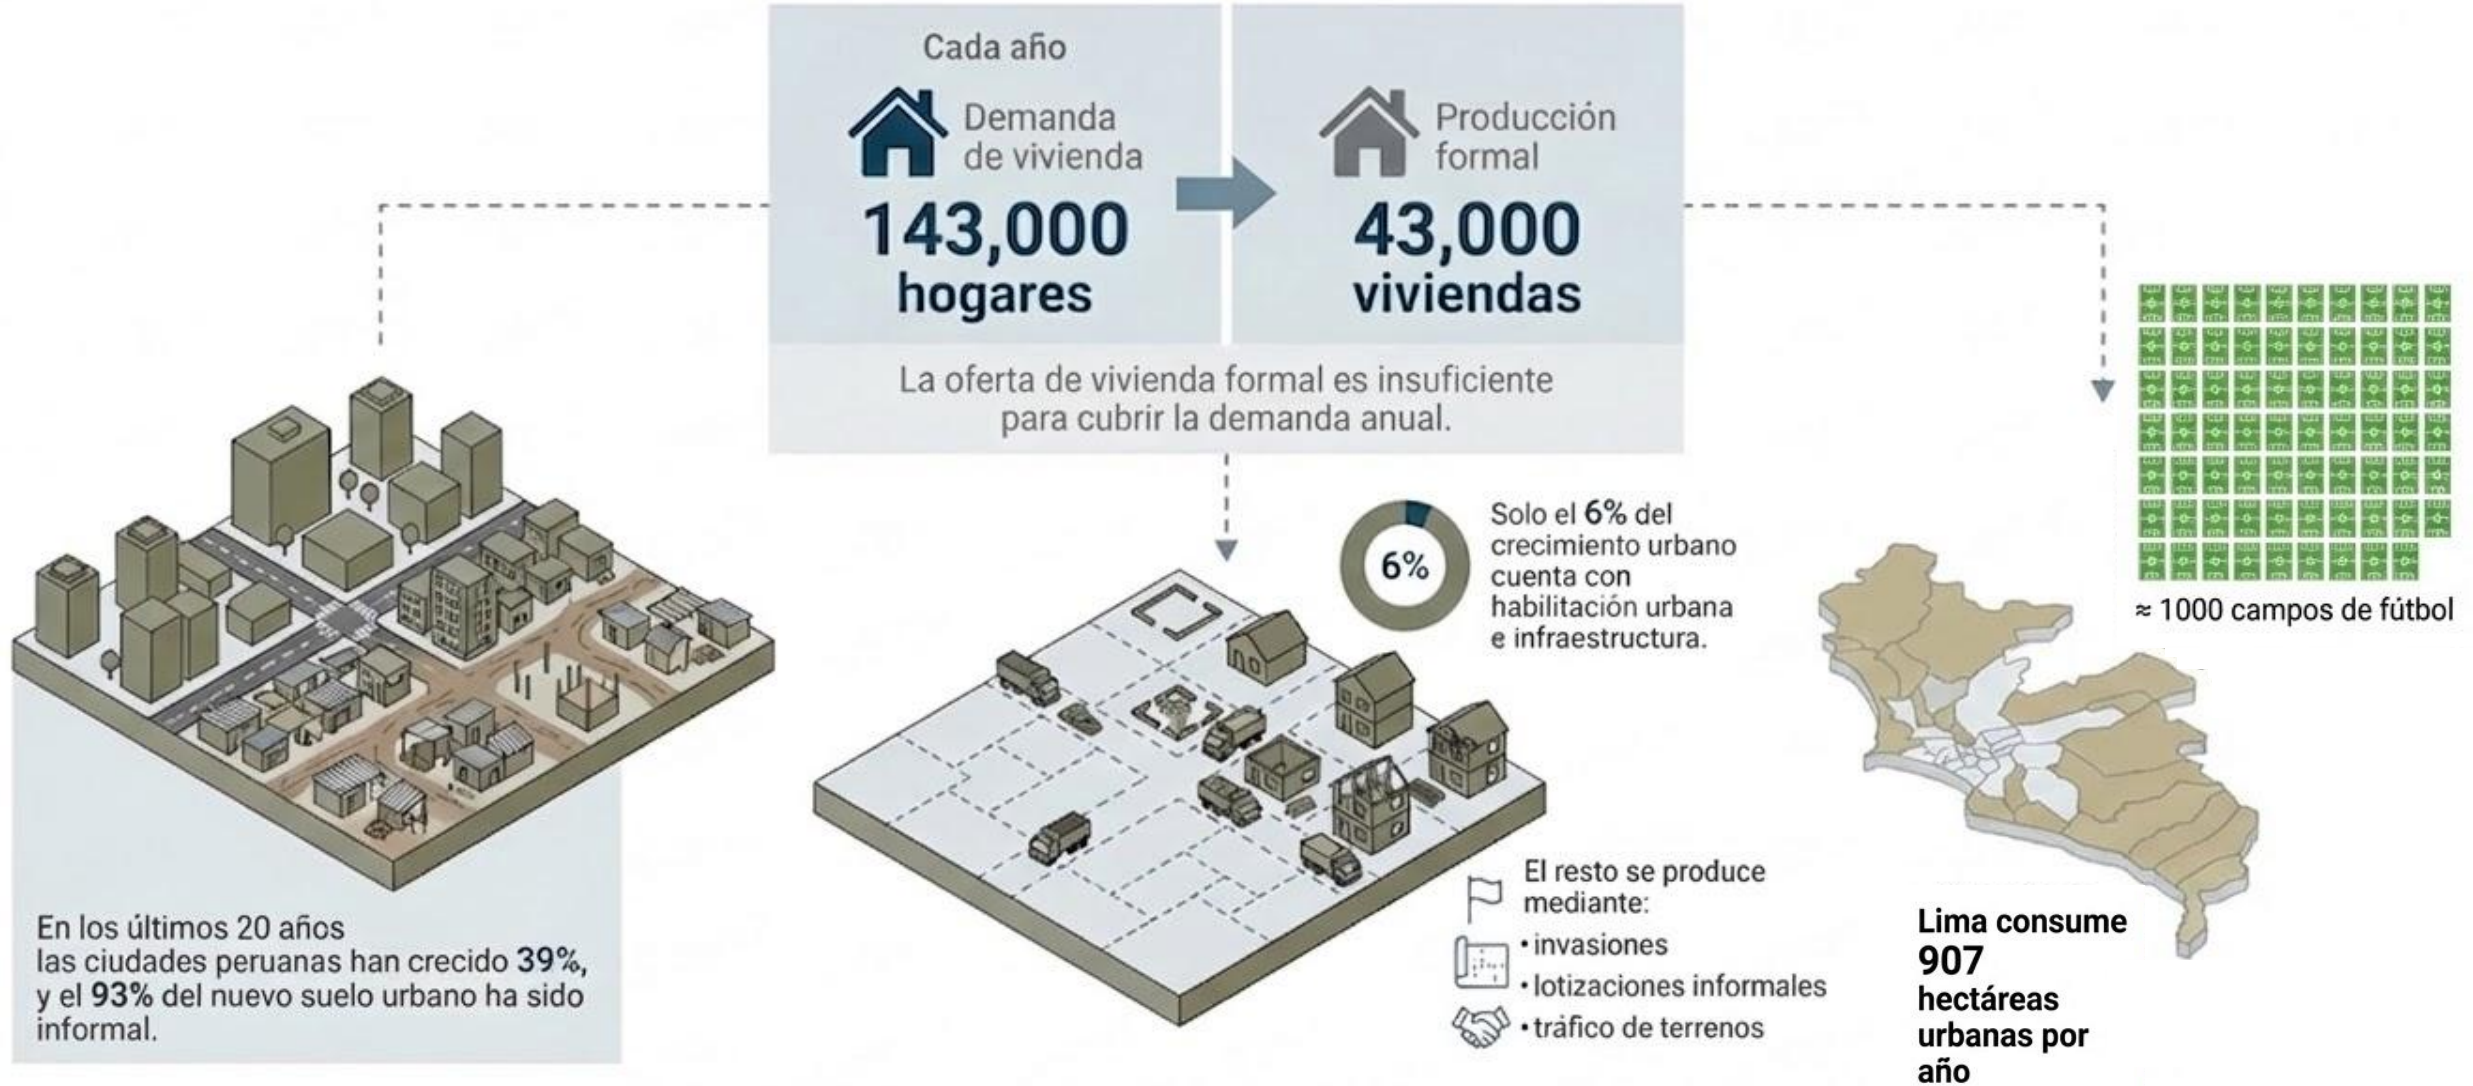 Cada año
Demanda
de vivienda
143,000
hogares
Producción
formal
43,000
viviendas
La oferta de vivienda formal es insuficiente
para cubrir la demanda anual.
En los últimos 20 años
las ciudades peruanas han crecido 39%,
y el 93% del nuevo suelo urbano ha sido
informal.
6%
Solo el 6% del
crecimiento urbano
cuenta con
habilitación urbana
e infraestructura.
El resto se produce
mediante:
• invasiones
• lotizaciones informales
• tráfico de terrenos
≈ 1000 campos de fútbol
Lima consume
907
hectáreas
urbanas por
año